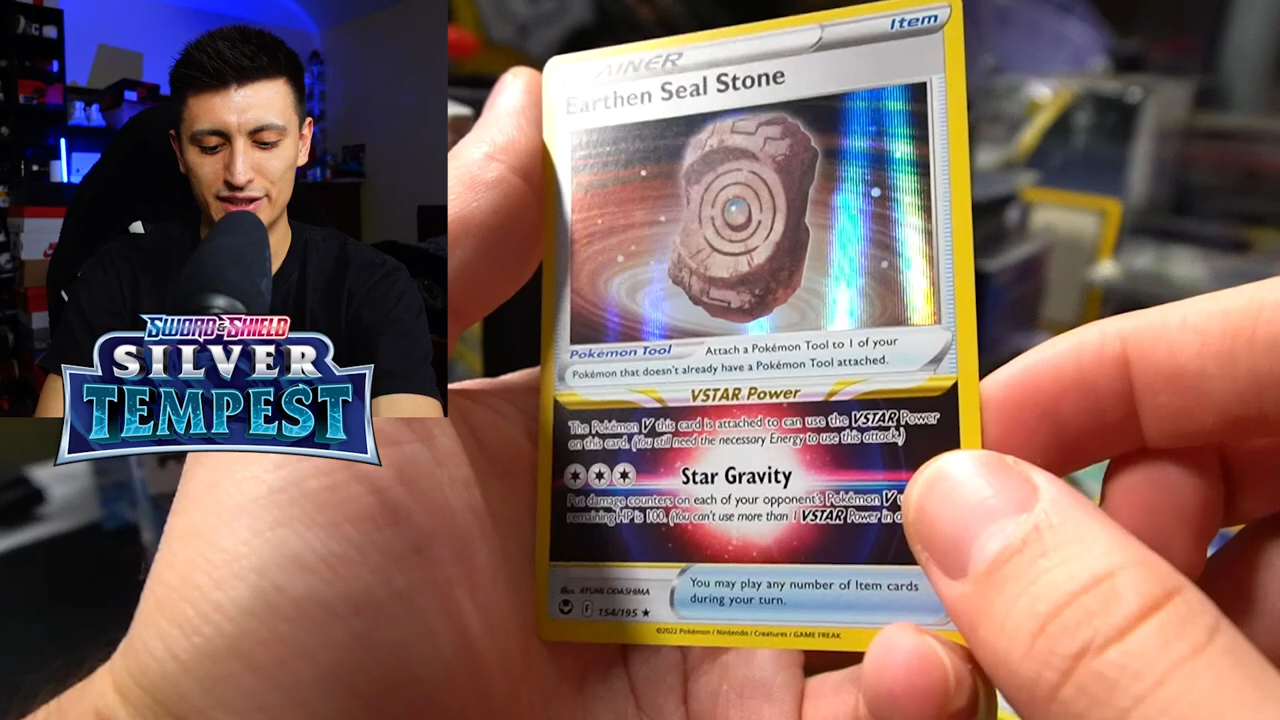 SWORD & SHIELD
SILVER
TEMPEST
Item
AINER
Earthen Seal Stone
Pokémon Tool Attach a Pokémon Tool to 1 of your
Pokémon that doesn't already have a Pokémon Tool attached.
VSTAR Power
The Pokémon V this card is attached to can use the VSTAR Power
on this card. (You still need the necessary Energy to use this attack.)
Star Gravity
Put damage counters on each of your opponent's Pokémon V
remaining HP is 100. (You can't use more than 1 VSTAR Power in a
You may play any number of Item cards
during your turn.
Illus. AYUMI ODASHIMA
F 154/195 ★
©2022 Pokémon / Nintendo / Creatures / GAME FREAK